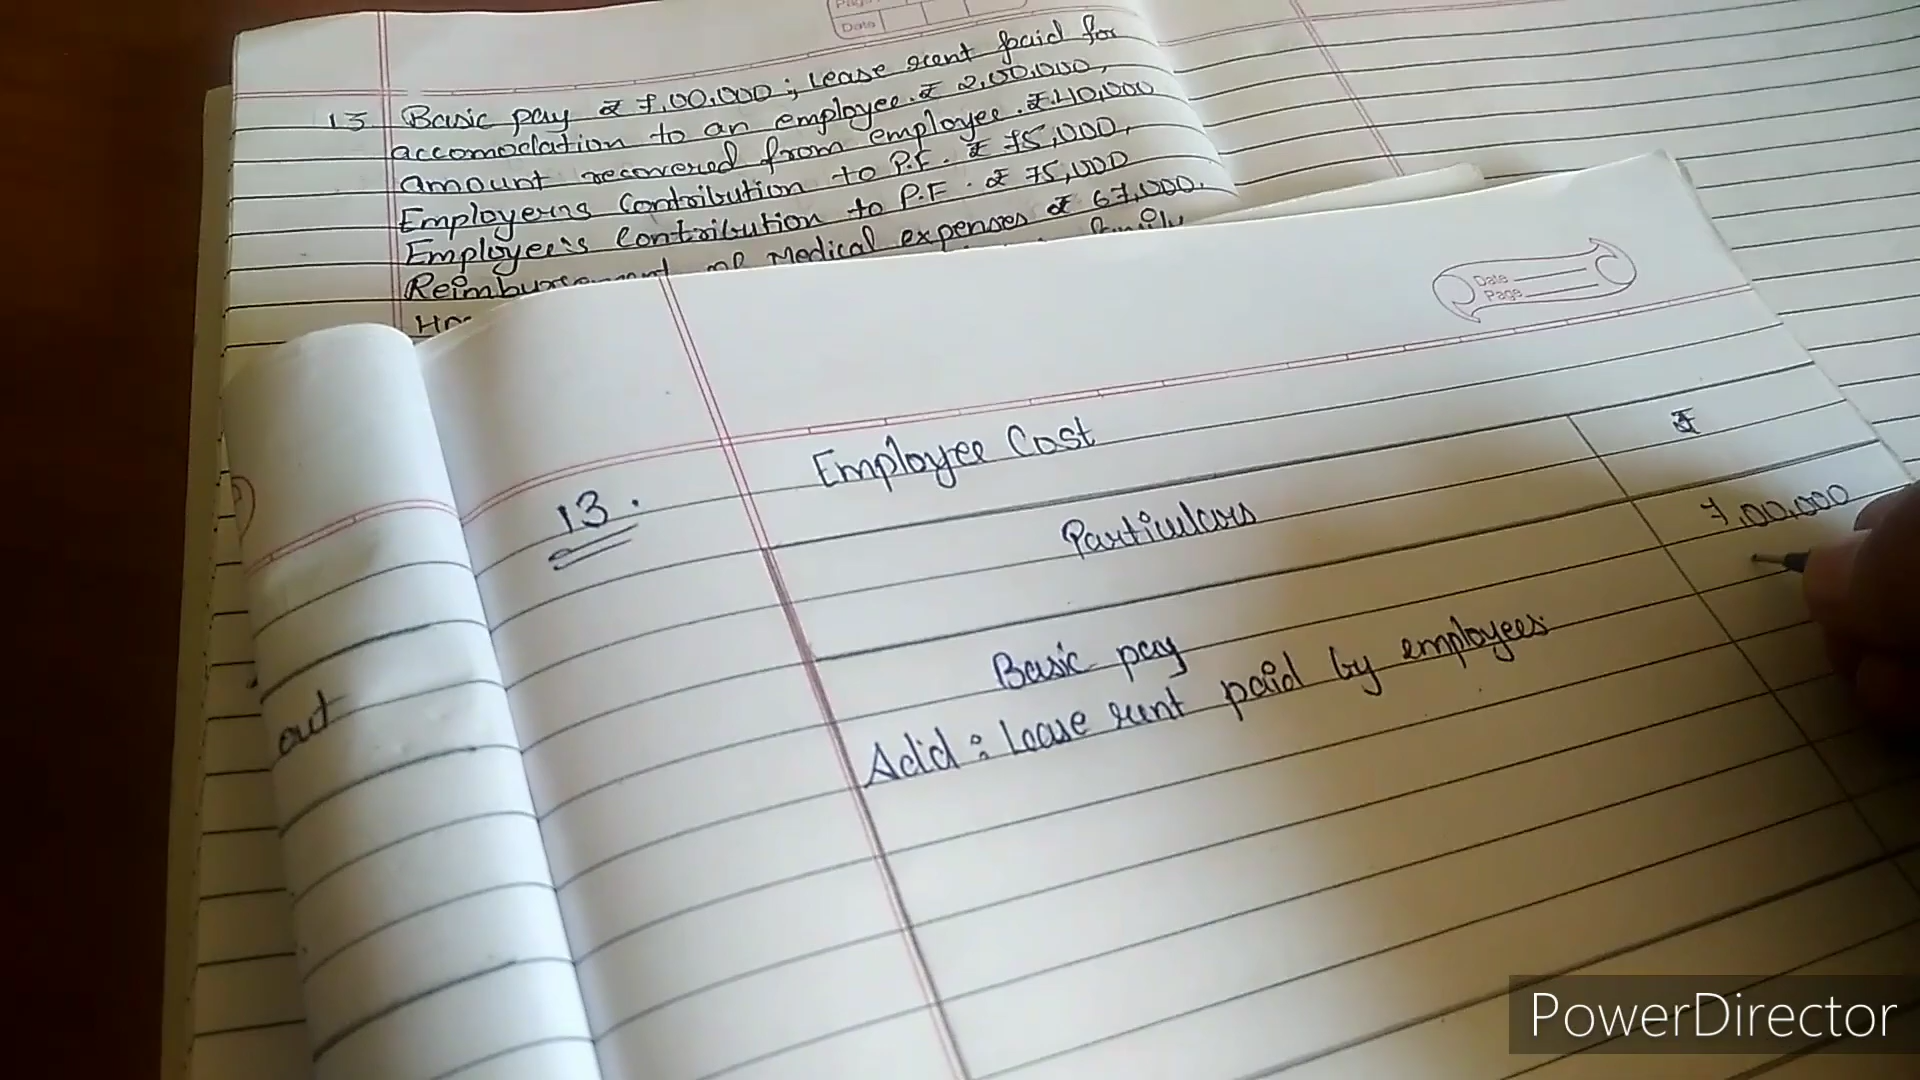 Date
13. Basic pay ₹ 7,00,000 ; Lease rent paid for
accomodation to an employee. ₹ 2,00,000,
amount recovered from employee. ₹.40,000
Employer's Contribution to P.F. ₹ 75,000,
Employee's Contribution to P.F. ₹ 75,000
Reimbursement of Medical expenses ₹ 67,000.
family
Date
Page
Employee Cost
13.
Particulars ₹
Basic pay 7,00,000
Add : Lease rent paid by employees
out
PowerDirector